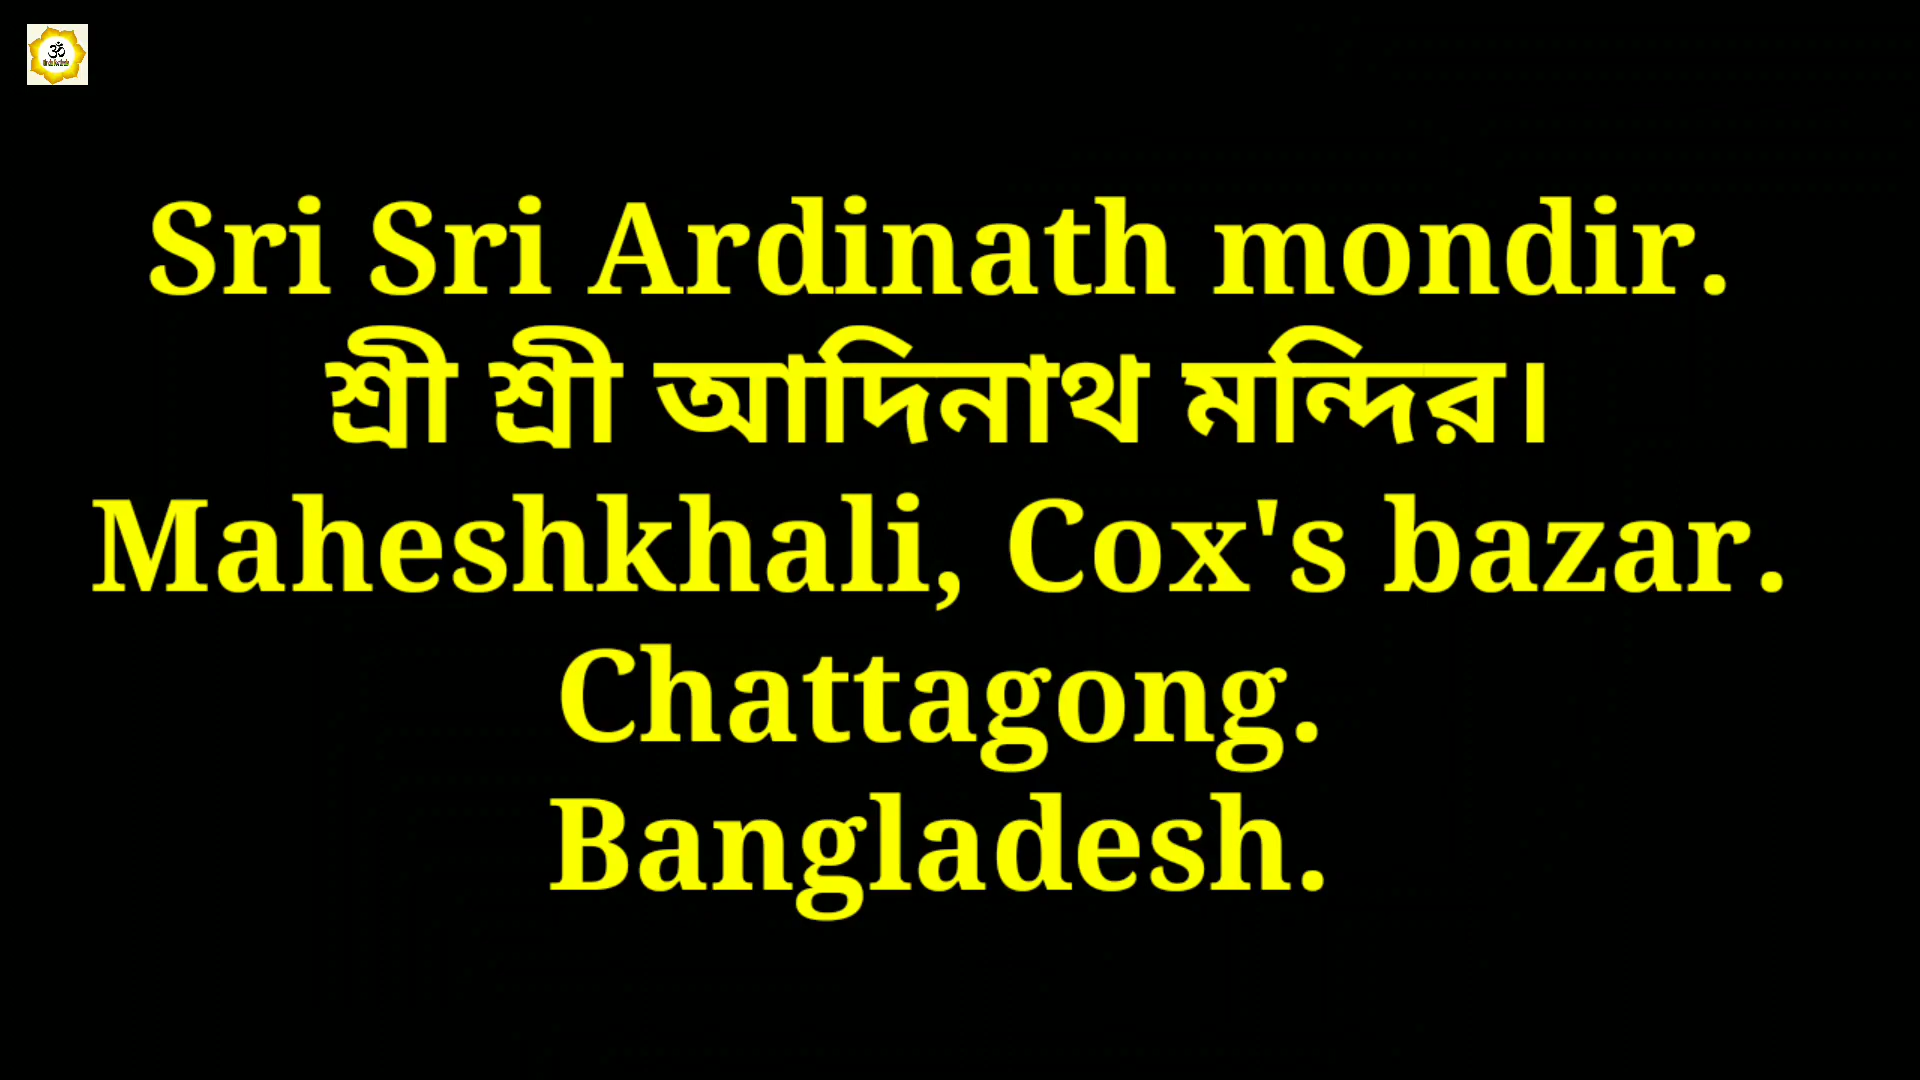 ॐ
Sri Sri Ardinath mondir.
শ্রী শ্রী আদিনাথ মন্দির।
Maheshkhali, Cox's bazar.
Chattagong.
Bangladesh.